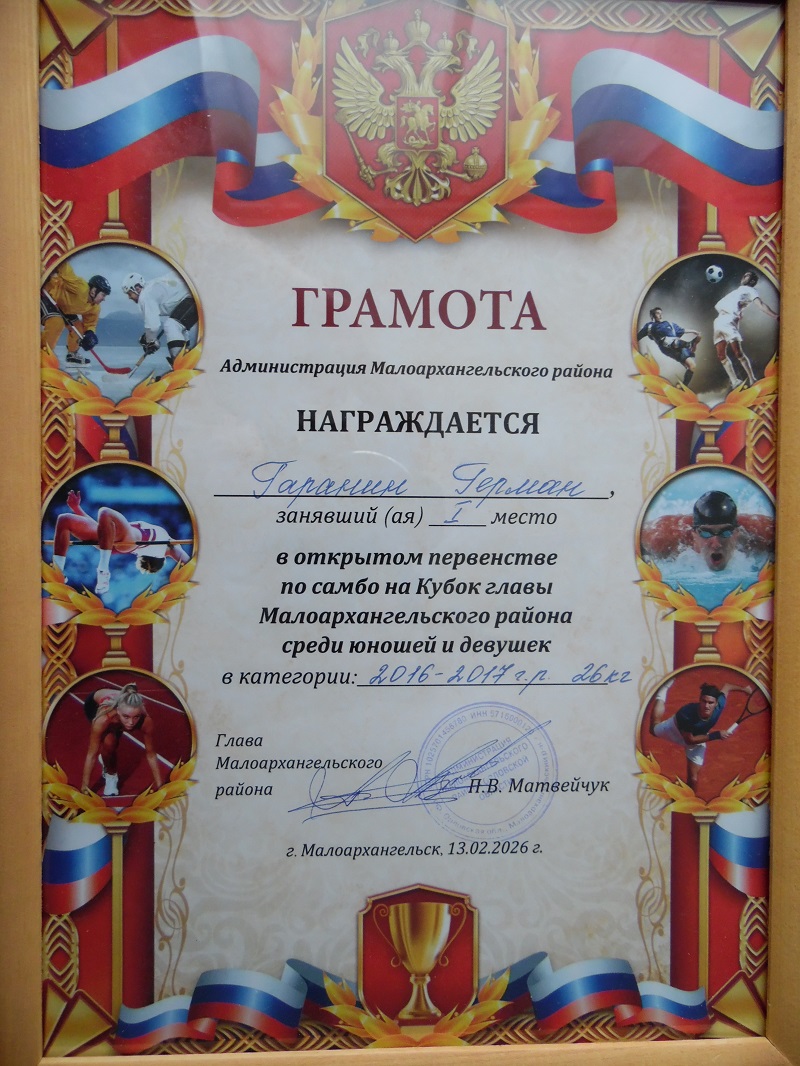 ГРАМОТА
Администрация Малоархангельского района
НАГРАЖДАЕТСЯ
Гаранин Герман,
занявший (ая) I место
в открытом первенстве
по самбо на Кубок главы
Малоархангельского района
среди юношей и девушек
в категории: 2016-2017 г.р. 26кг
Глава
Малоархангельского
района П.В. Матвейчук
г. Малоархангельск, 13.02.2026 г.